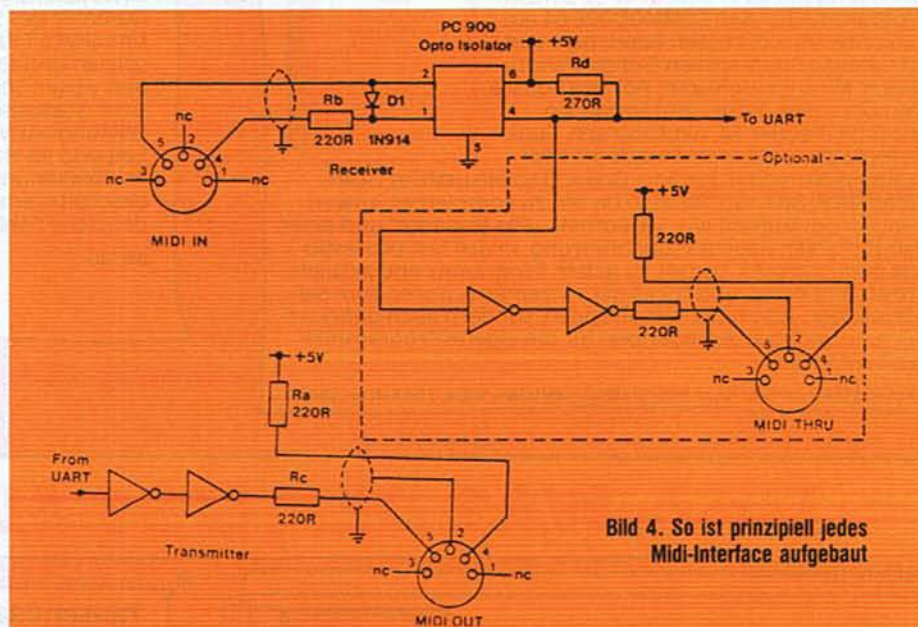 PC 900
Opto Isolator
+5V
Rd
270R
2
6
1
4
5
D1
1N914
Rb
220R
To UART
Receiver
nc
5
2
4
3
1
nc
nc
MIDI IN
Optional
+5V
220R
220R
5
2
4
3
1
nc
nc
MIDI THRU
+5V
Ra
220R
From
UART
Rc
220R
Transmitter
5
2
4
3
1
nc
nc
MIDI OUT
Bild 4. So ist prinzipiell jedes
Midi-Interface aufgebaut